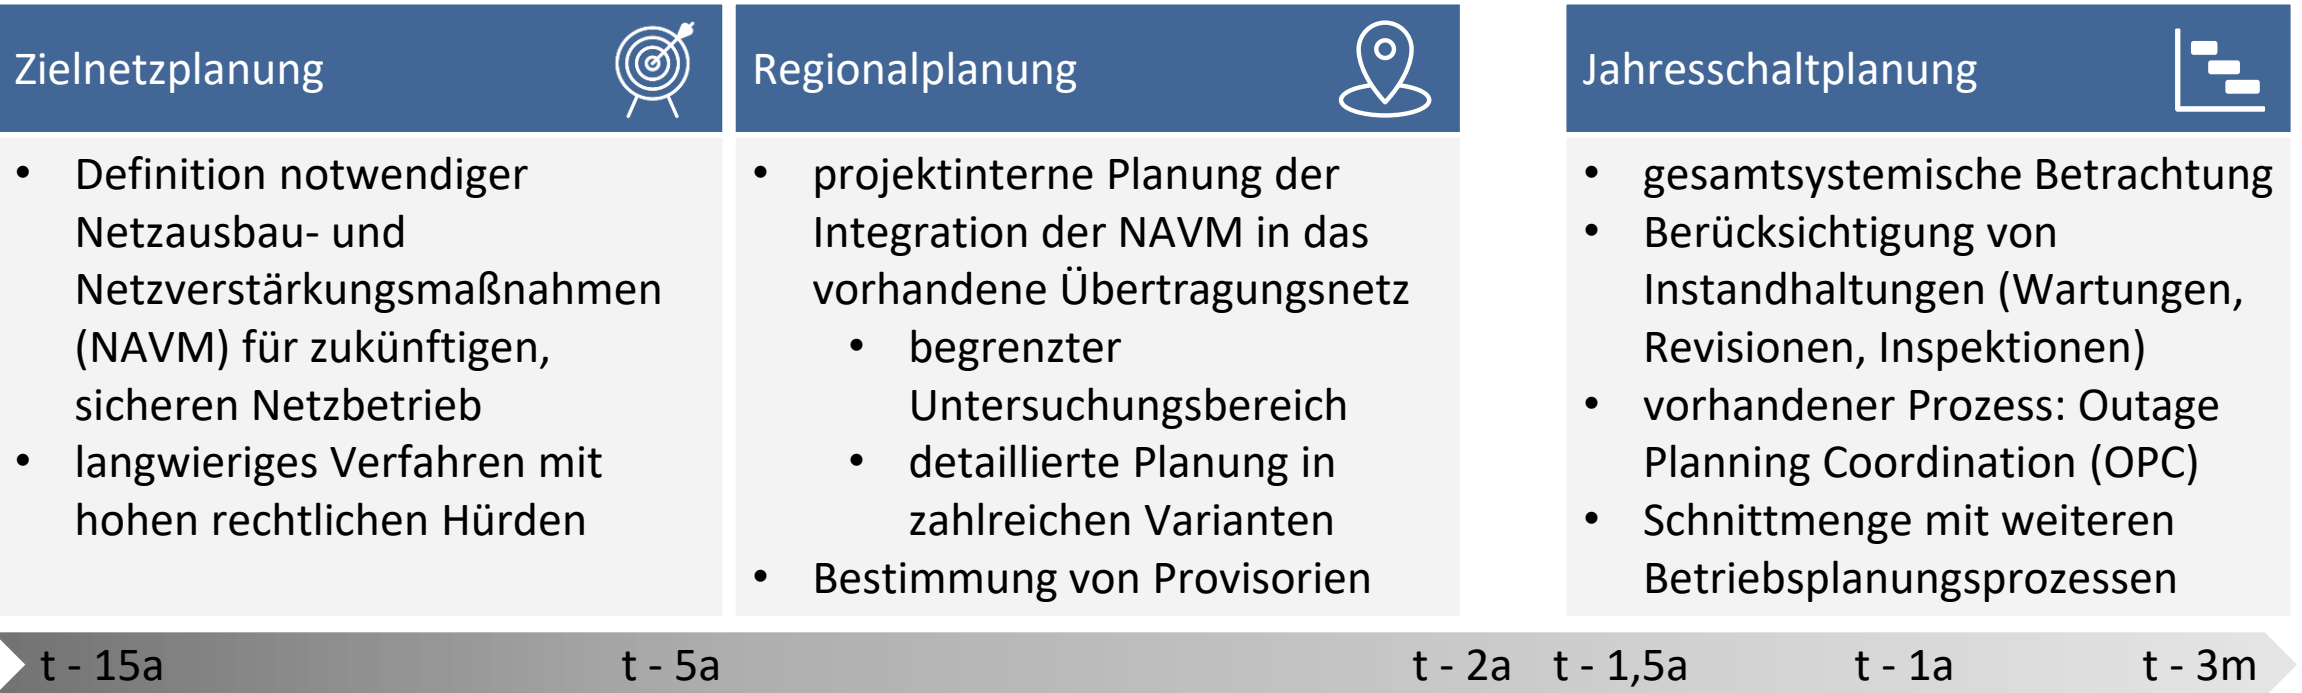 Zielnetzplanung
• Definition notwendiger
Netzausbau- und
Netzverstärkungsmaßnahmen
(NAVM) für zukünftigen,
sicheren Netzbetrieb
• langwieriges Verfahren mit
hohen rechtlichen Hürden
Regionalplanung
• projektinterne Planung der
Integration der NAVM in das
vorhandene Übertragungsnetz
• begrenzter
Untersuchungsbereich
• detaillierte Planung in
zahlreichen Varianten
• Bestimmung von Provisorien
Jahresschaltplanung
• gesamtsystemische Betrachtung
• Berücksichtigung von
Instandhaltungen (Wartungen,
Revisionen, Inspektionen)
• vorhandener Prozess: Outage
Planning Coordination (OPC)
• Schnittmenge mit weiteren
Betriebsplanungsprozessen
t - 15a t - 5a t - 2a t - 1,5a t - 1a t - 3m